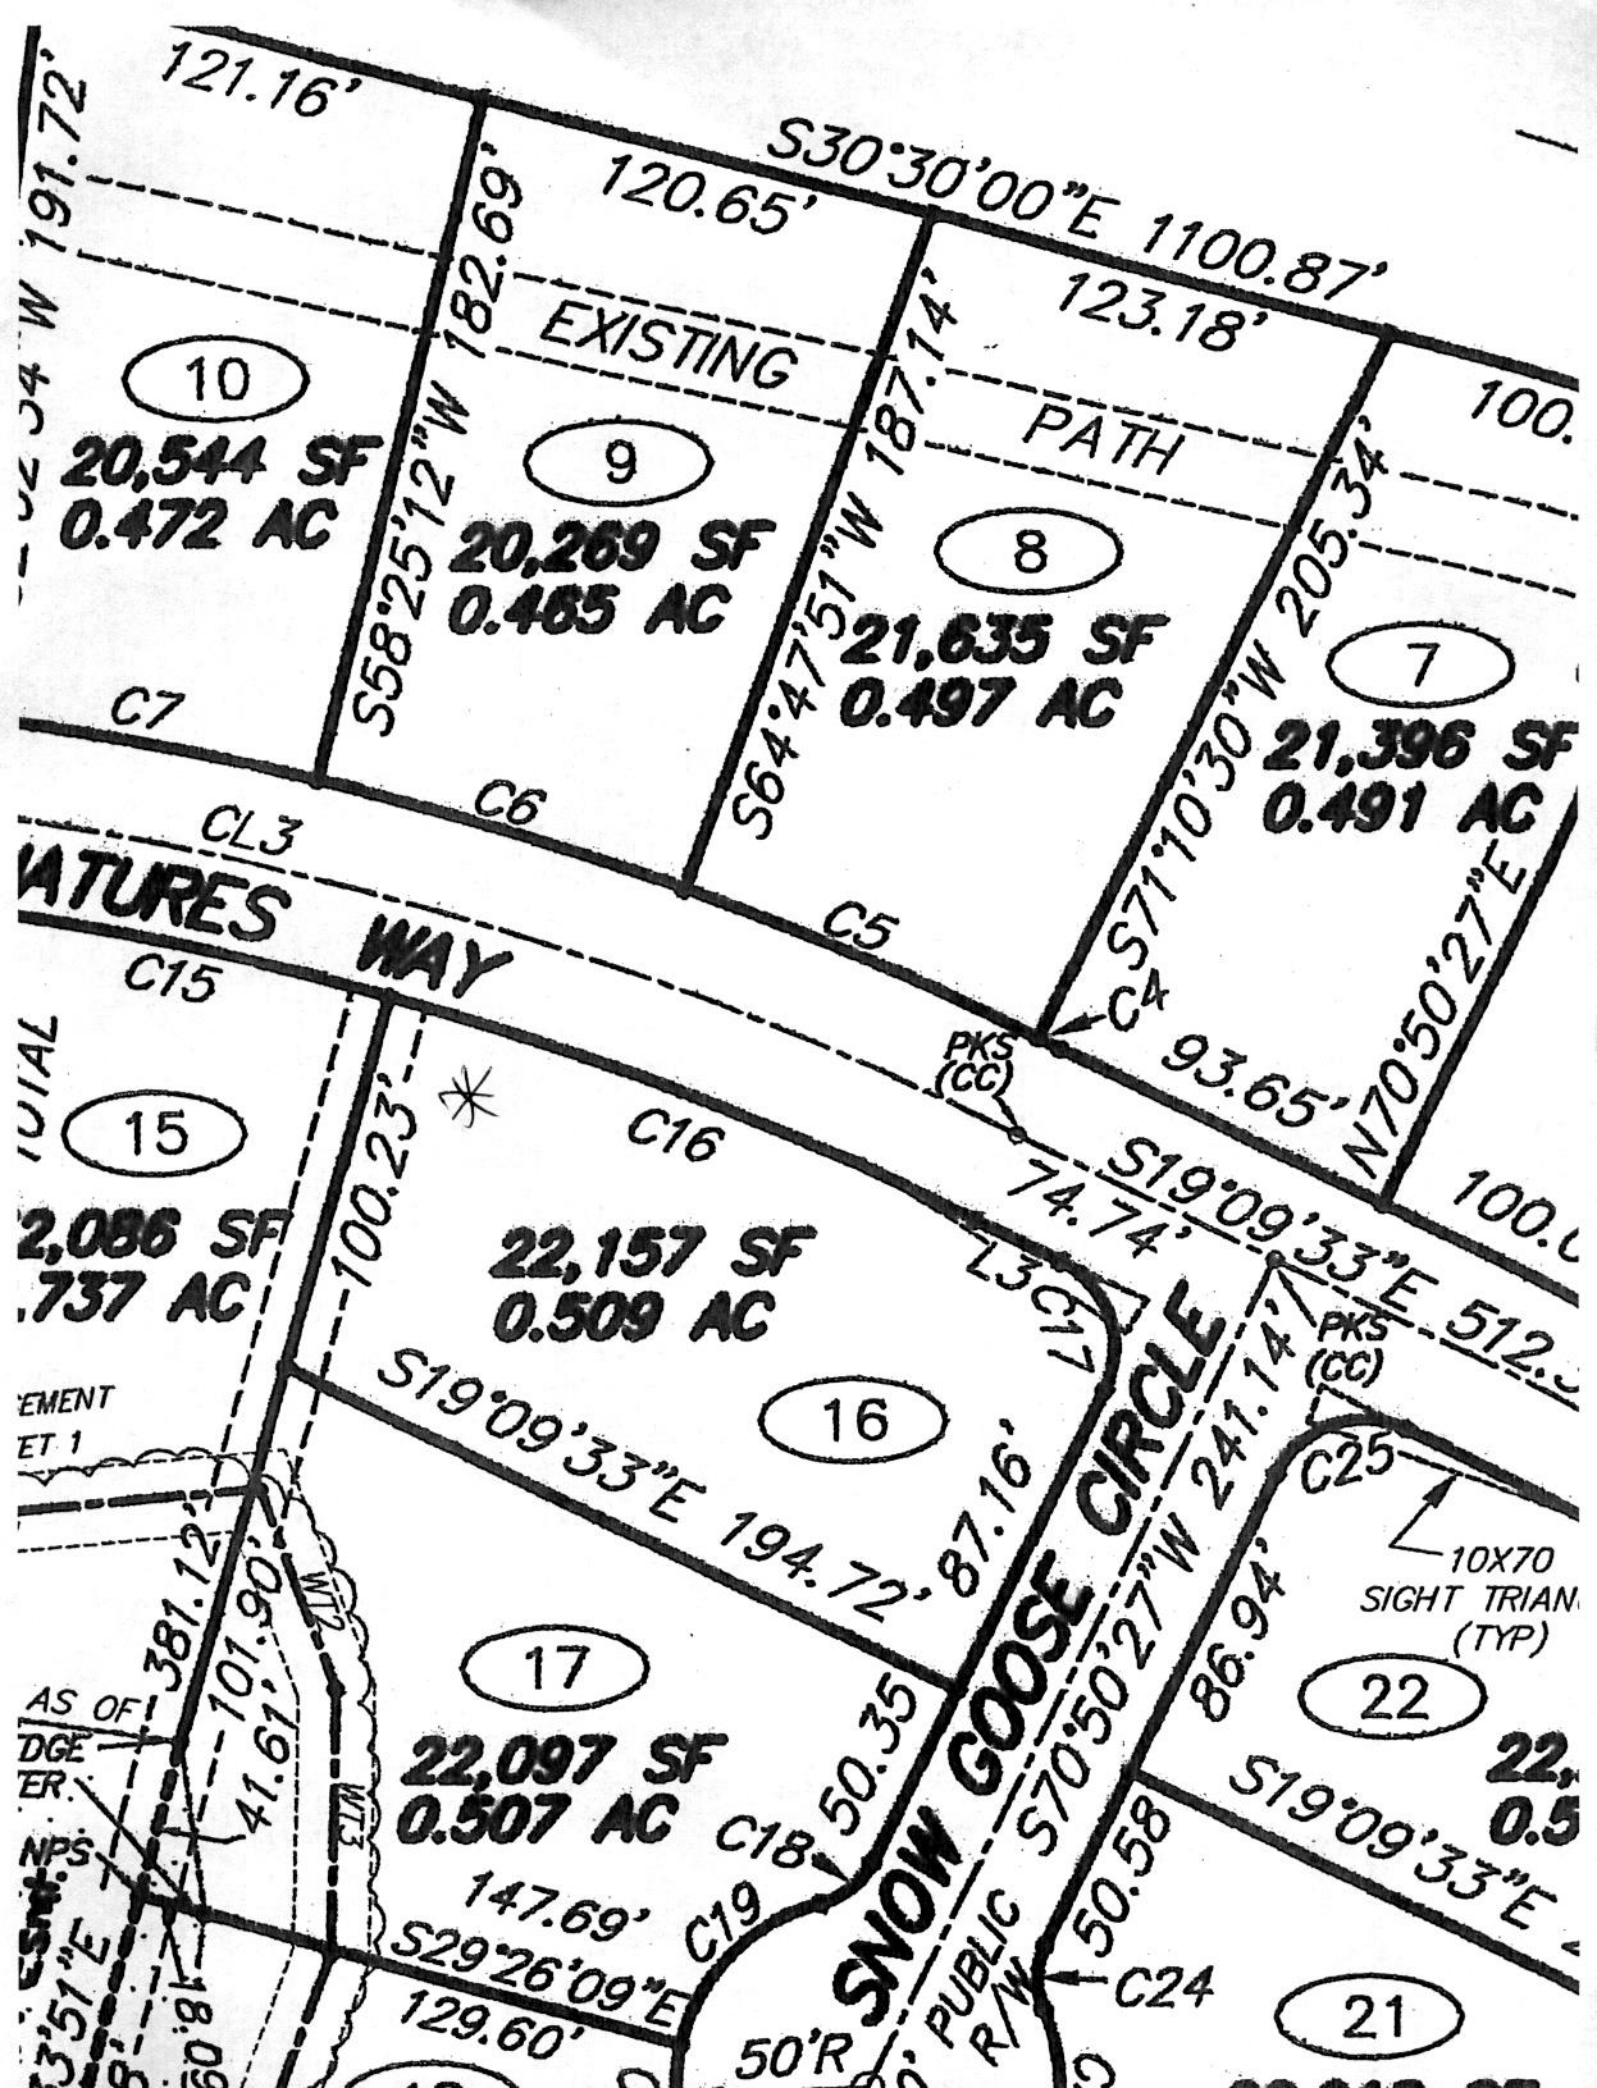 121.16'
191.72'
S30°30'00"E 1100.87'
120.65'
182.69'
123.18'
187.14'
100.
EXISTING
PATH
205.34'
10
20,544 SF
0.472 AC
S58°25'12"W
9
20,269 SF
0.465 AC
S64°47'51"W
8
21,635 SF
0.497 AC
S71°10'30"W
7
21,396 SF
0.491 AC
C7
C6
C5
C4
CL3
ATURES WAY
C15
PKS
(CC)
93.65'
N70°50'27"E
100.0
15
2,086 SF
.737 AC
100.23'
C16
74.74'
S19°09'33"E 512.
L3
C17
22,157 SF
0.509 AC
16
S19°09'33"E 194.72'
87.16'
SNOW GOOSE CIRCLE
S70°50'27"W 241.14'
PKS
(CC)
C25
10X70
SIGHT TRIAN
(TYP)
86.94'
22
22,
0.5
S19°09'33"E 2
EMENT
ET 1
381.12'
101.90'
41.61'
WT2
WT3
AS OF
DGE
ER
NPS
17
22,097 SF
0.507 AC
50.35
C18
C19
147.69'
S29°26'09"E
129.60'
50'R
PUBLIC
R/W
50.58
C24
21
3'51"E